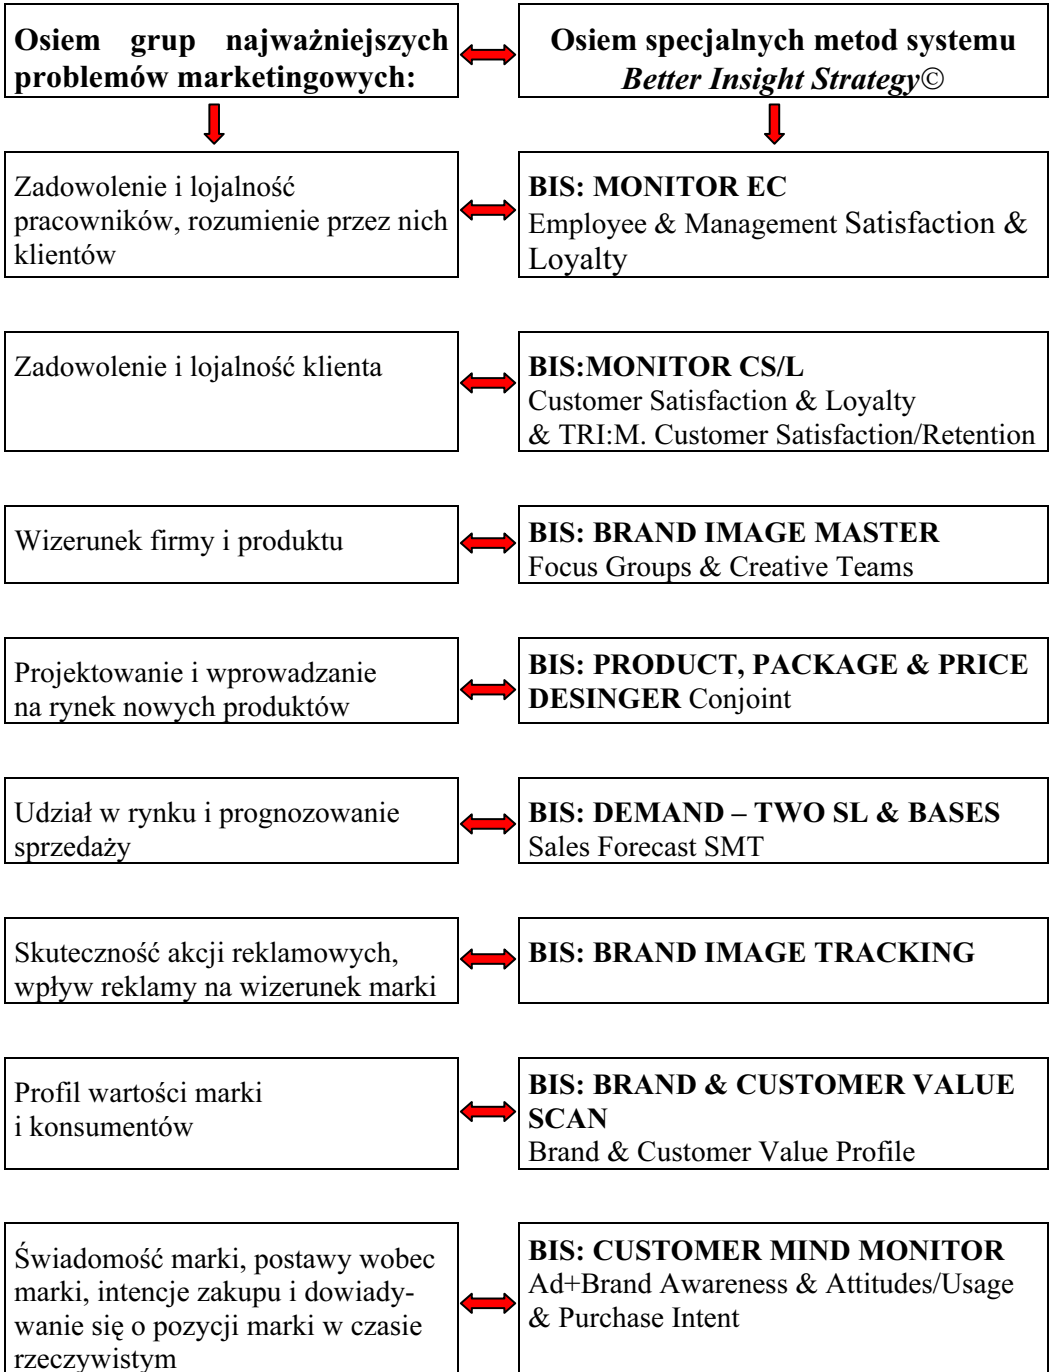 Osiem grup najważniejszych
problemów marketingowych:
Osiem specjalnych metod systemu
Better Insight Strategy©
Zadowolenie i lojalność
pracowników, rozumienie przez nich
klientów
BIS: MONITOR EC
Employee & Management Satisfaction &
Loyalty
Zadowolenie i lojalność klienta
BIS:MONITOR CS/L
Customer Satisfaction & Loyalty
& TRI:M. Customer Satisfaction/Retention
Wizerunek firmy i produktu
BIS: BRAND IMAGE MASTER
Focus Groups & Creative Teams
Projektowanie i wprowadzanie
na rynek nowych produktów
BIS: PRODUCT, PACKAGE & PRICE
DESINGER Conjoint
Udział w rynku i prognozowanie
sprzedaży
BIS: DEMAND – TWO SL & BASES
Sales Forecast SMT
Skuteczność akcji reklamowych,
wpływ reklamy na wizerunek marki
BIS: BRAND IMAGE TRACKING
Profil wartości marki
i konsumentów
BIS: BRAND & CUSTOMER VALUE
SCAN
Brand & Customer Value Profile
Świadomość marki, postawy wobec
marki, intencje zakupu i dowiady-
wanie się o pozycji marki w czasie
rzeczywistym
BIS: CUSTOMER MIND MONITOR
Ad+Brand Awareness & Attitudes/Usage
& Purchase Intent